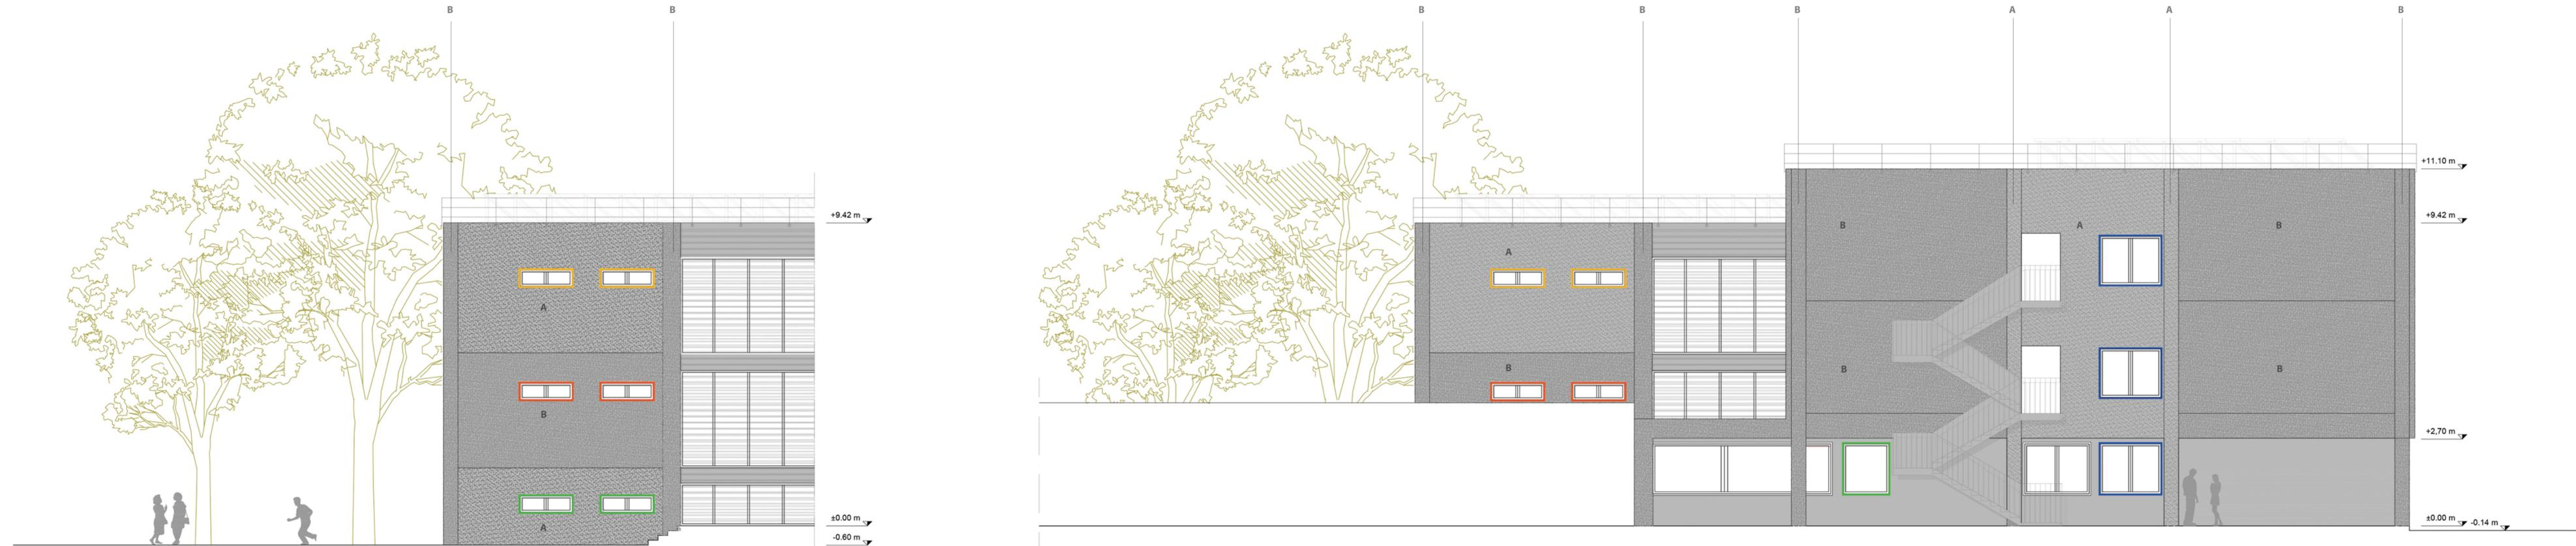 B B B B B A A B
+11.10 m
+9.42 m +9.42 m
B A B
A
A
B B
B
B
A
+2,70 m
±0.00 m ±0.00 m -0.14 m
A
-0.60 m